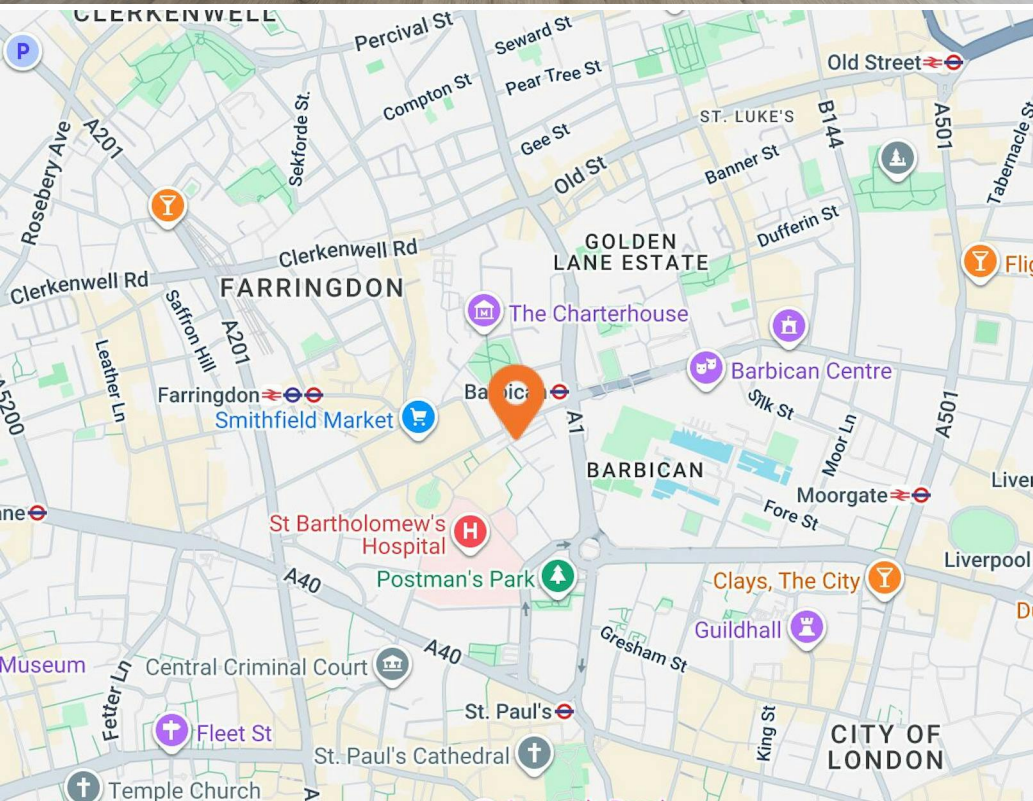 CLERKENWELL
Percival St
Seward St
P
Old Street
Pear Tree St
Compton St
A201
Sekforde St.
ST. LUKE'S
B144
A501
Tabernacle St
Gee St
Rosebery Ave
Old St
Banner St
Dufferin St
Clerkenwell Rd
GOLDEN
LANE ESTATE
Clerkenwell Rd
FARRINGDON
Saffron Hill
A201
The Charterhouse
Leather Ln
Barbican Centre
Farringdon
Barbican
A5200
Smithfield Market
A1
Silk St
A501
Moor Ln
BARBICAN
Moorgate
Fore St
St Bartholomew's
Hospital
H
Liverpool
Postman's Park
Clays, The City
A40
Guildhall
Gresham St
A40
Museum
Central Criminal Court
Fetter Ln
St. Paul's
King St
Fleet St
CITY OF
LONDON
St. Paul's Cathedral
Temple Church